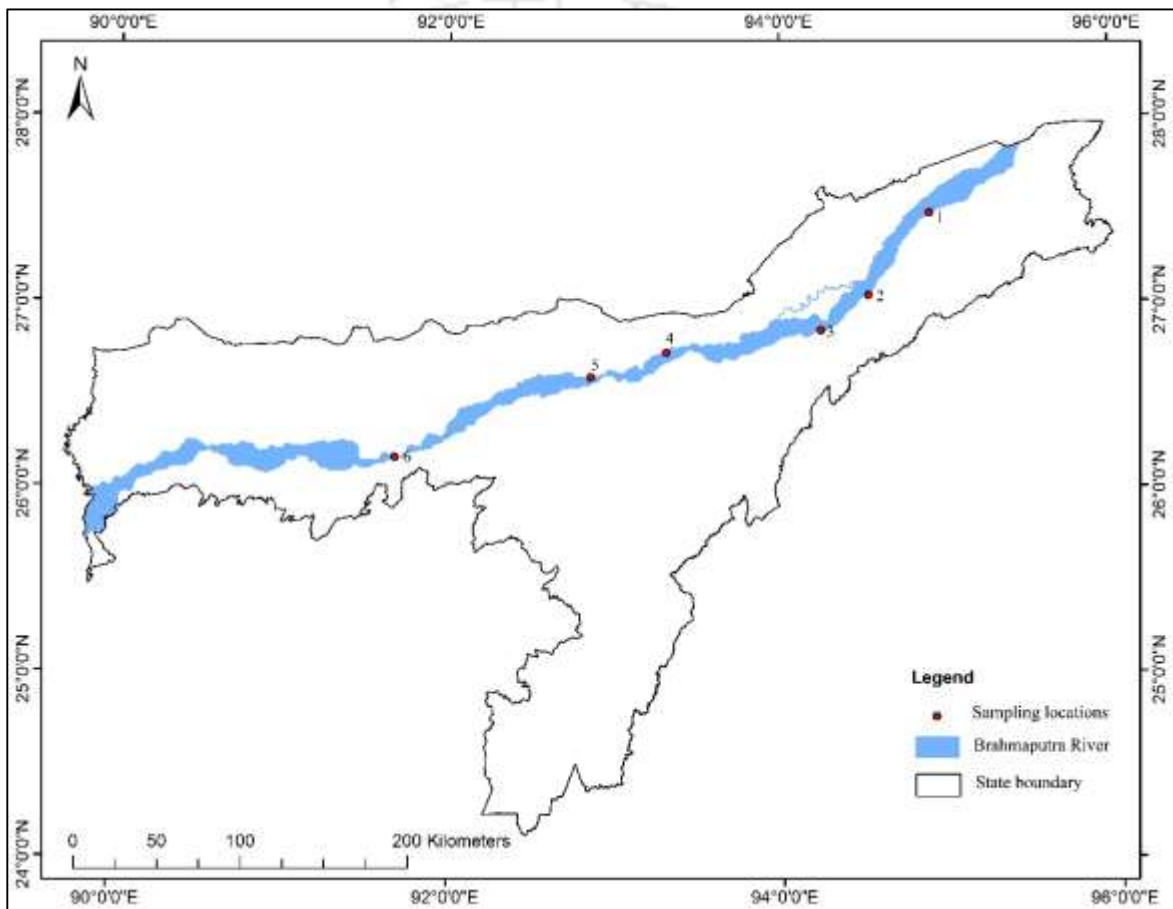 90°0'0"E 92°0'0"E 94°0'0"E 96°0'0"E
N
28°0'0"N 28°0'0"N
1
27°0'0"N 2 27°0'0"N
3
4
5
6
26°0'0"N 26°0'0"N
25°0'0"N 25°0'0"N
Legend
Sampling locations
Brahmaputra River
State boundary
0 50 100 200 Kilometers
24°0'0"N
90°0'0"E 92°0'0"E 94°0'0"E 96°0'0"E